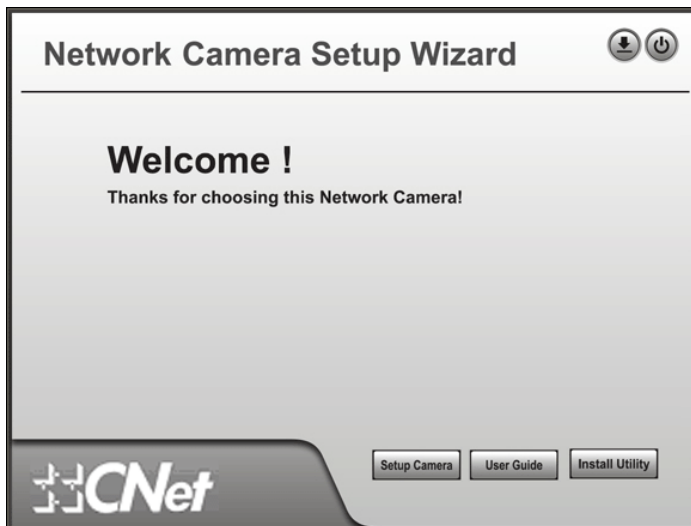 Network Camera Setup Wizard
Welcome !
Thanks for choosing this Network Camera!
Setup Camera
User Guide
Install Utility
CNet